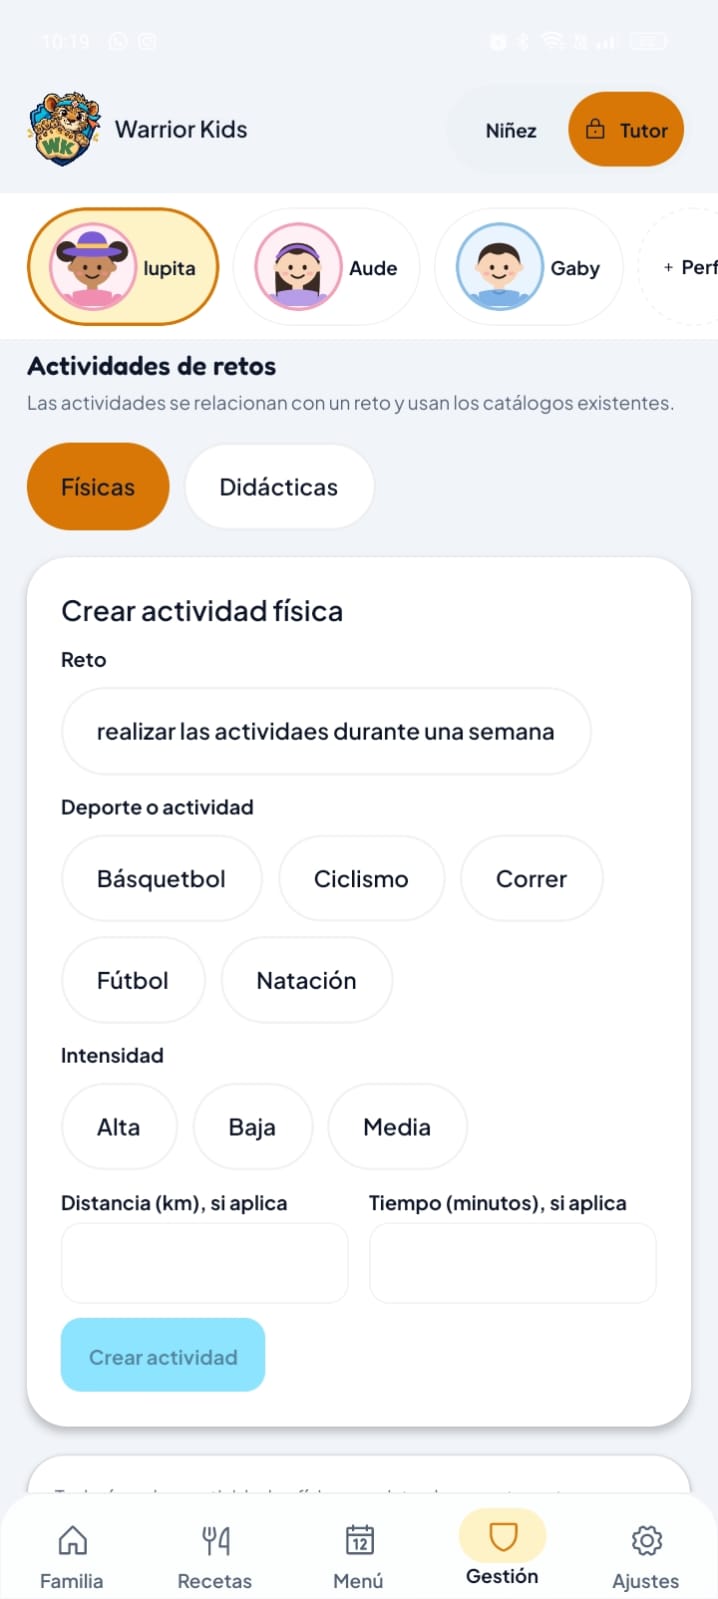 10:19
WK
Warrior Kids
Niñez
Tutor
lupita
Aude
Gaby
+ Perf
Actividades de retos
Las actividades se relacionan con un reto y usan los catálogos existentes.
Físicas
Didácticas
Crear actividad física
Reto
realizar las actividaes durante una semana
Deporte o actividad
Básquetbol
Ciclismo
Correr
Fútbol
Natación
Intensidad
Alta
Baja
Media
Distancia (km), si aplica
Tiempo (minutos), si aplica
Crear actividad
12
Familia
Recetas
Menú
Gestión
Ajustes